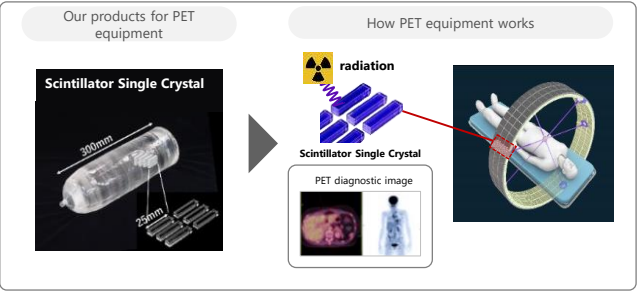 Our products for PET
equipment
How PET equipment works
Scintillator Single Crystal
300mm
25mm
radiation
Scintillator Single Crystal
PET diagnostic image